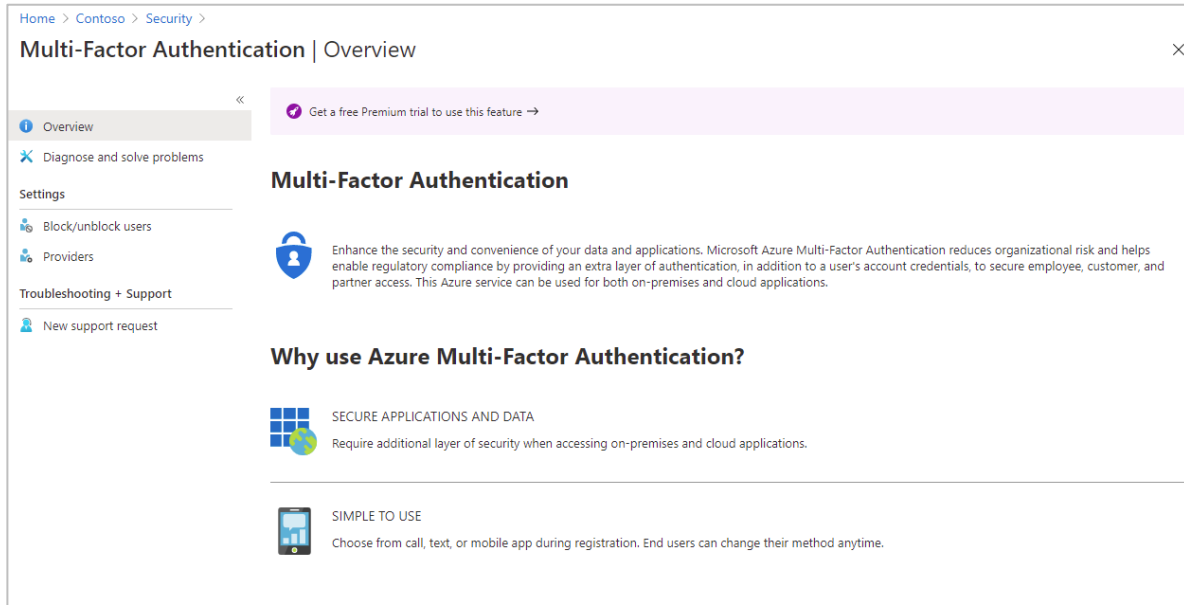 Home > Contoso > Security >
Multi-Factor Authentication | Overview
«
Get a free Premium trial to use this feature →
Overview
Diagnose and solve problems
Settings
Block/unblock users
Providers
Troubleshooting + Support
New support request
Multi-Factor Authentication
Enhance the security and convenience of your data and applications. Microsoft Azure Multi-Factor Authentication reduces organizational risk and helps
enable regulatory compliance by providing an extra layer of authentication, in addition to a user's account credentials, to secure employee, customer, and
partner access. This Azure service can be used for both on-premises and cloud applications.
Why use Azure Multi-Factor Authentication?
SECURE APPLICATIONS AND DATA
Require additional layer of security when accessing on-premises and cloud applications.
SIMPLE TO USE
Choose from call, text, or mobile app during registration. End users can change their method anytime.